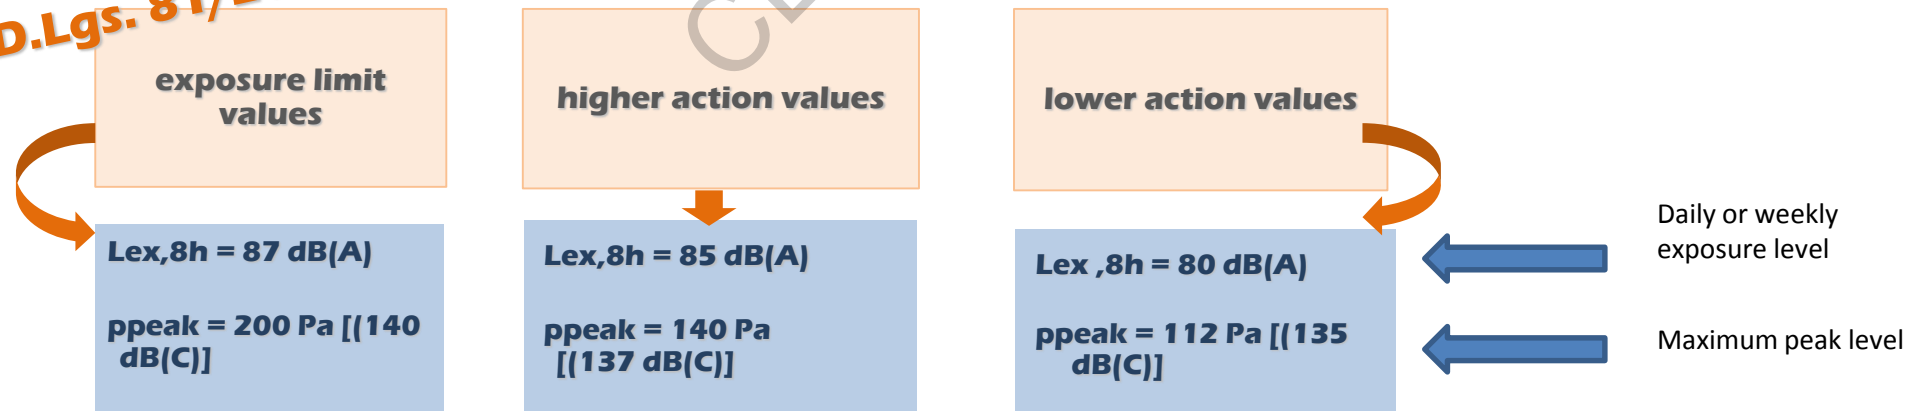 D.Lgs. 81/
exposure limit
values
higher action values
lower action values
Lex,8h = 87 dB(A)
ppeak = 200 Pa [(140
dB(C)]
Lex,8h = 85 dB(A)
ppeak = 140 Pa
[(137 dB(C)]
Lex ,8h = 80 dB(A)
ppeak = 112 Pa [(135
dB(C)]
Daily or weekly
exposure level
Maximum peak level